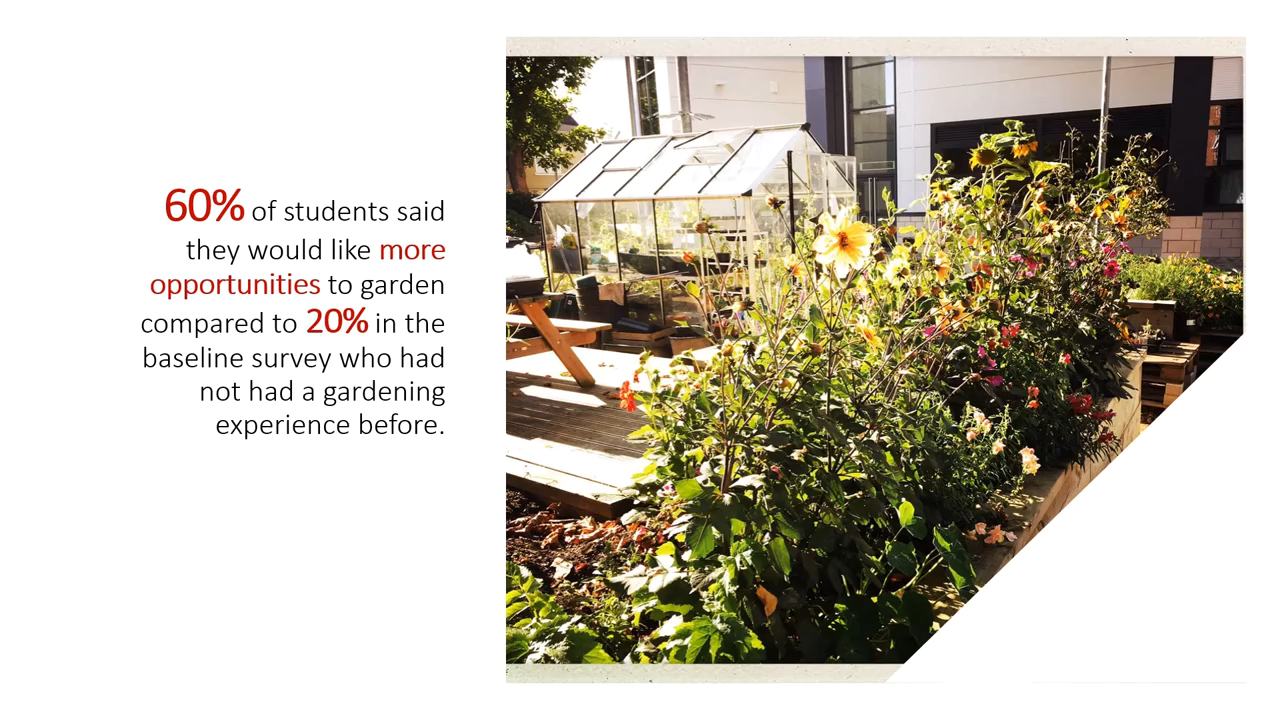 60% of students said
they would like more
opportunities to garden
compared to 20% in the
baseline survey who had
not had a gardening
experience before.